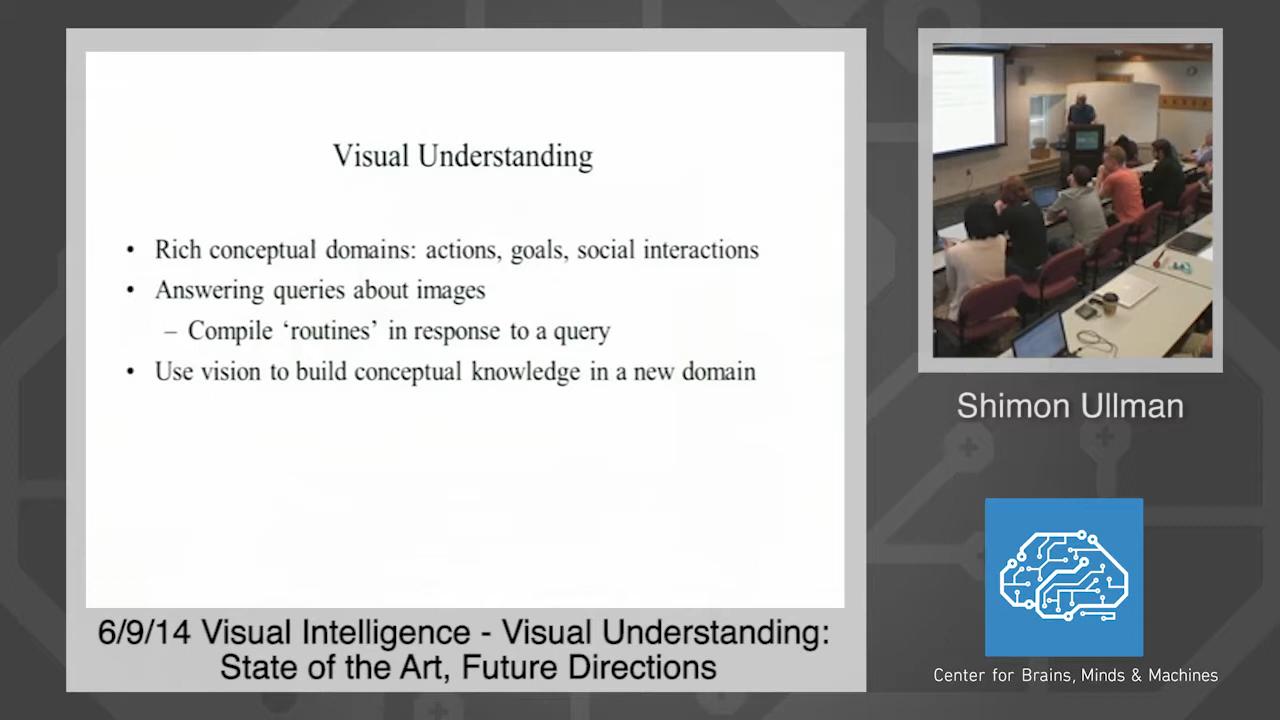 Visual Understanding
• Rich conceptual domains: actions, goals, social interactions
• Answering queries about images
– Compile ‘routines’ in response to a query
• Use vision to build conceptual knowledge in a new domain
6/9/14 Visual Intelligence - Visual Understanding:
State of the Art, Future Directions
Shimon Ullman
Center for Brains, Minds & Machines